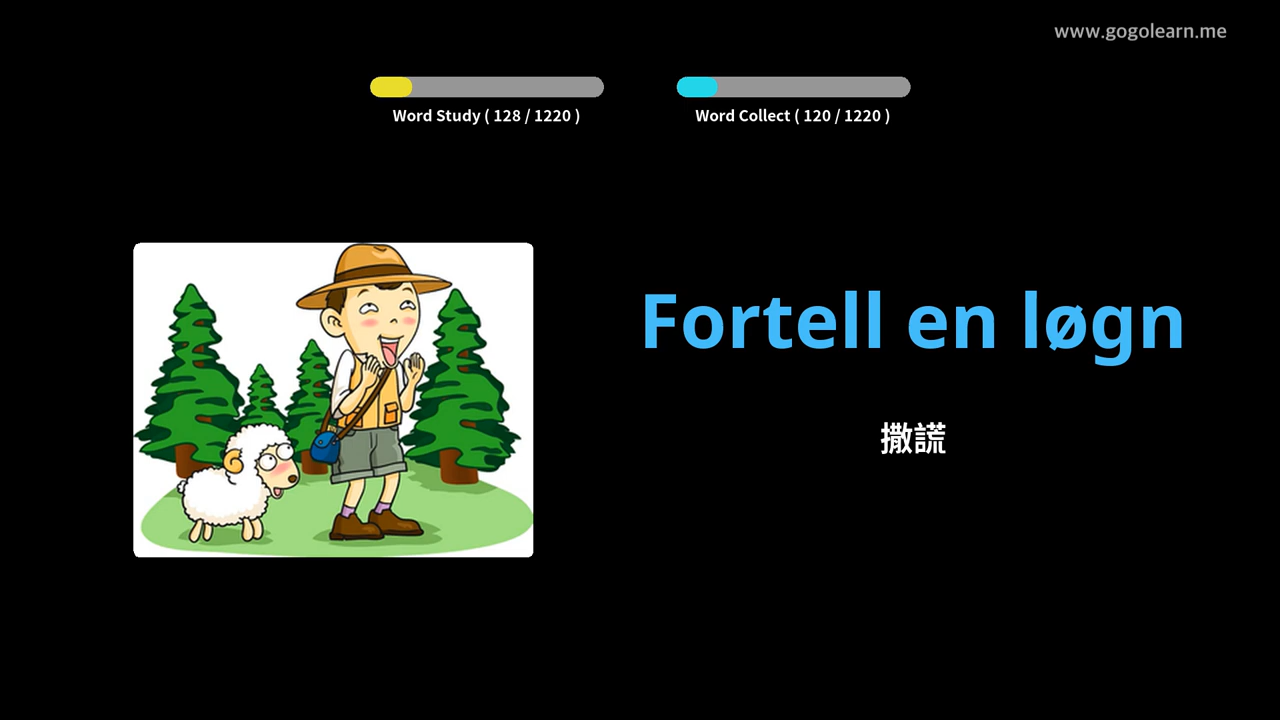 www.gogolearn.me
Word Study ( 128 / 1220 )
Word Collect ( 120 / 1220 )
Fortell en løgn
撒謊